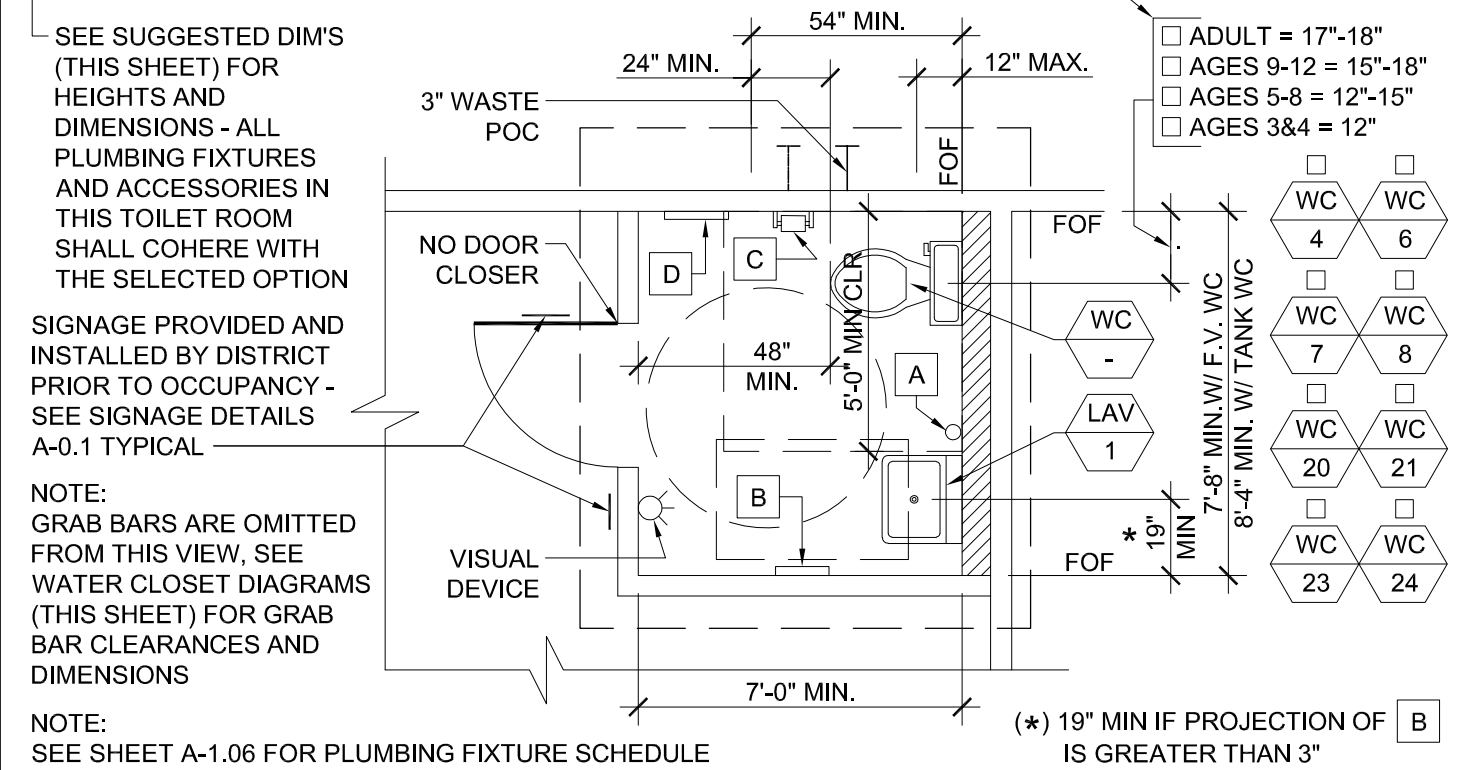 SEE SUGGESTED DIM'S
(THIS SHEET) FOR
HEIGHTS AND
DIMENSIONS - ALL
PLUMBING FIXTURES
AND ACCESSORIES IN
THIS TOILET ROOM
SHALL COHERE WITH
THE SELECTED OPTION
SIGNAGE PROVIDED AND
INSTALLED BY DISTRICT
PRIOR TO OCCUPANCY -
SEE SIGNAGE DETAILS
A-0.1 TYPICAL
NOTE:
GRAB BARS ARE OMITTED
FROM THIS VIEW, SEE
WATER CLOSET DIAGRAMS
(THIS SHEET) FOR GRAB
BAR CLEARANCES AND
DIMENSIONS
NOTE:
SEE SHEET A-1.06 FOR PLUMBING FIXTURE SCHEDULE
54" MIN.
24" MIN.
12" MAX.
3" WASTE
POC
FOF
NO DOOR
CLOSER
D
C
48"
MIN.
5'-0" MIN CLR
A
B
VISUAL
DEVICE
7'-0" MIN.
WC
-
LAV
1
FOF
FOF
* 19"
MIN
7'-8" MIN.W/ F.V. WC
8'-4" MIN. W/ TANK WC
ADULT = 17"-18"
AGES 9-12 = 15"-18"
AGES 5-8 = 12"-15"
AGES 3&4 = 12"
WC WC
4 6
WC WC
7 8
WC WC
20 21
WC WC
23 24
(*) 19" MIN IF PROJECTION OF B
IS GREATER THAN 3"